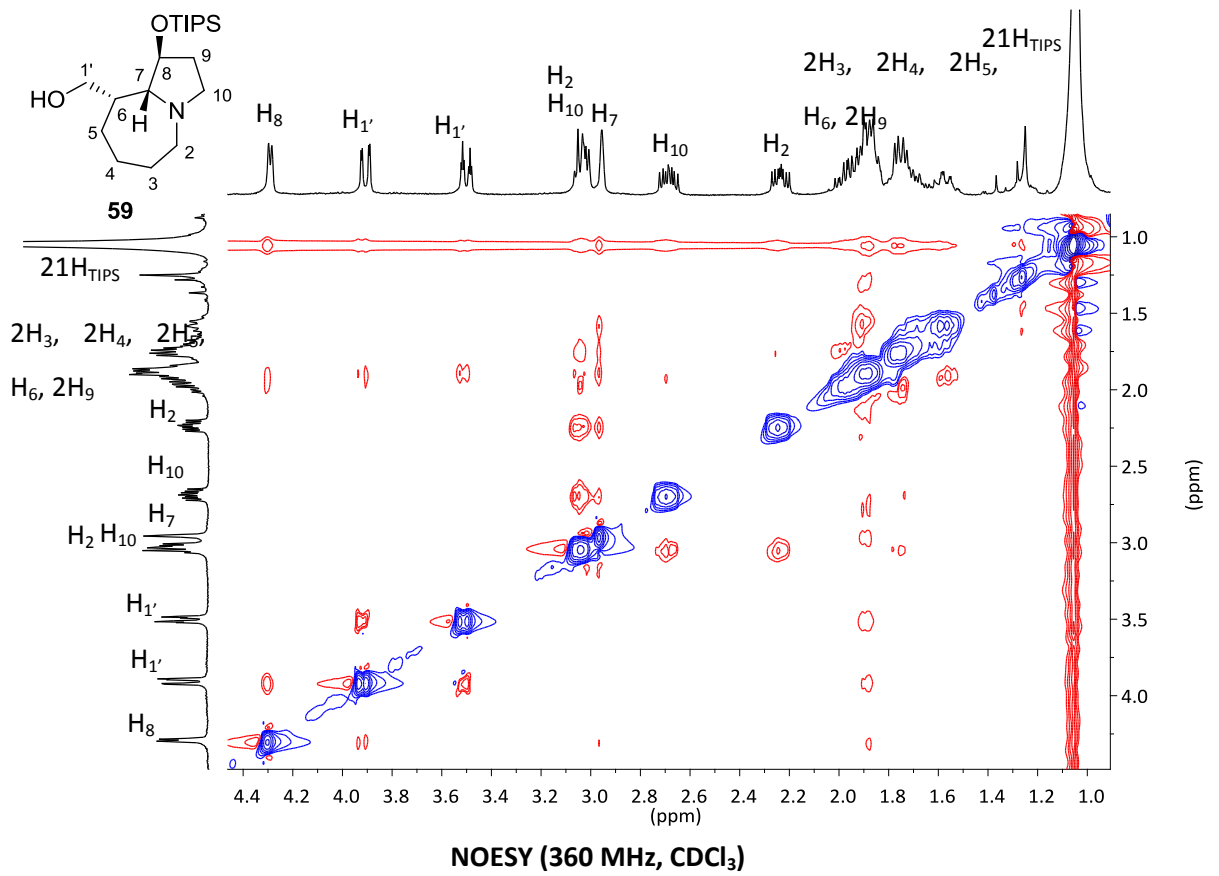 OTIPS
1'
HO
7
8
9
10
6
N
H
5
4
3
2
59
H8
H1'
H1'
H2
H10
H7
H10
H2
2H3, 2H4, 2H5,
H6, 2H9
21HTIPS
21HTIPS
2H3, 2H4, 2H5,
H6, 2H9
H2
H10
H7
H2 H10
H1'
H1'
H8
1.0
1.5
2.0
2.5
3.0
3.5
4.0
(ppm)
4.4 4.2 4.0 3.8 3.6 3.4 3.2 3.0 2.8 2.6 2.4 2.2 2.0 1.8 1.6 1.4 1.2 1.0
(ppm)
NOESY (360 MHz, CDCl3)